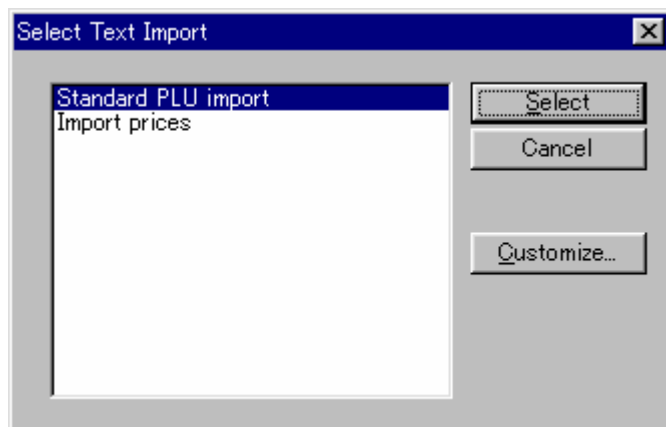 Select Text Import
Standard PLU import
Import prices
Select
Cancel
Customize...